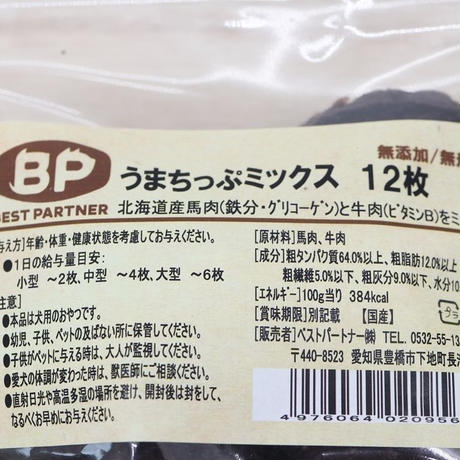 BP
BEST PARTNER
うまちっぷミックス 12枚
無添加/無
北海道産馬肉(鉄分・グリコーゲン)と牛肉(ビタミンB)をミ
与え方】年齢・体重・健康状態を考慮してお与えください。
●1日の給与量目安:
小型 〜2枚、中型 〜4枚、大型 〜6枚
注意】
●本品は犬用のおやつです。
●幼児、子供、ペットの及ばない所に保管してください。
●子供がペットに与える時は、大人が監視してください。
●愛犬の体調が変わった時は、獣医師にご相談ください。
●直射日光や高温多湿の場所を避け、開封後は封をして、
なるべくお早めにお与えください。
【原材料】馬肉、牛肉
【成分】粗タンパク質64.0%以上、粗脂肪12.0%以上
粗繊維5.0%以下、粗灰分9.0%以下、水分10
【エネルギー】100g当り 384kcal
【賞味期限】別記載 【国産】
【販売者】ベストパートナー㈱ TEL. 0532-55-13
〒440-8523 愛知県豊橋市下地町長
4 976064 020956